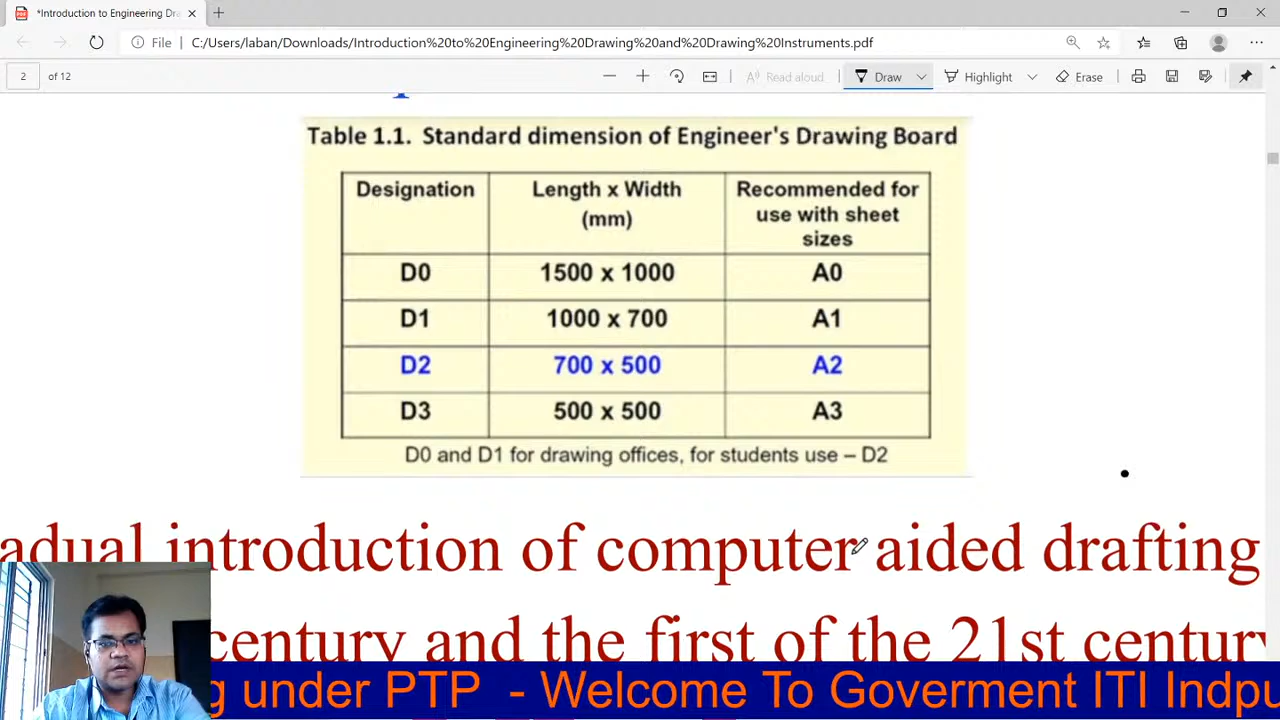 *Introduction to Engineering Dra
File C:/Users/laban/Downloads/Introduction%20to%20Engineering%20Drawing%20and%20Drawing%20Instruments.pdf
2 of 12 Read aloud Draw Highlight Erase
Table 1.1. Standard dimension of Engineer's Drawing Board
Designation Length x Width (mm) Recommended for use with sheet sizes
D0 1500 x 1000 A0
D1 1000 x 700 A1
D2 700 x 500 A2
D3 500 x 500 A3
D0 and D1 for drawing offices, for students use – D2
adual introduction of computer aided drafting
century and the first of the 21st century
g under PTP - Welcome To Goverment ITI Indpu